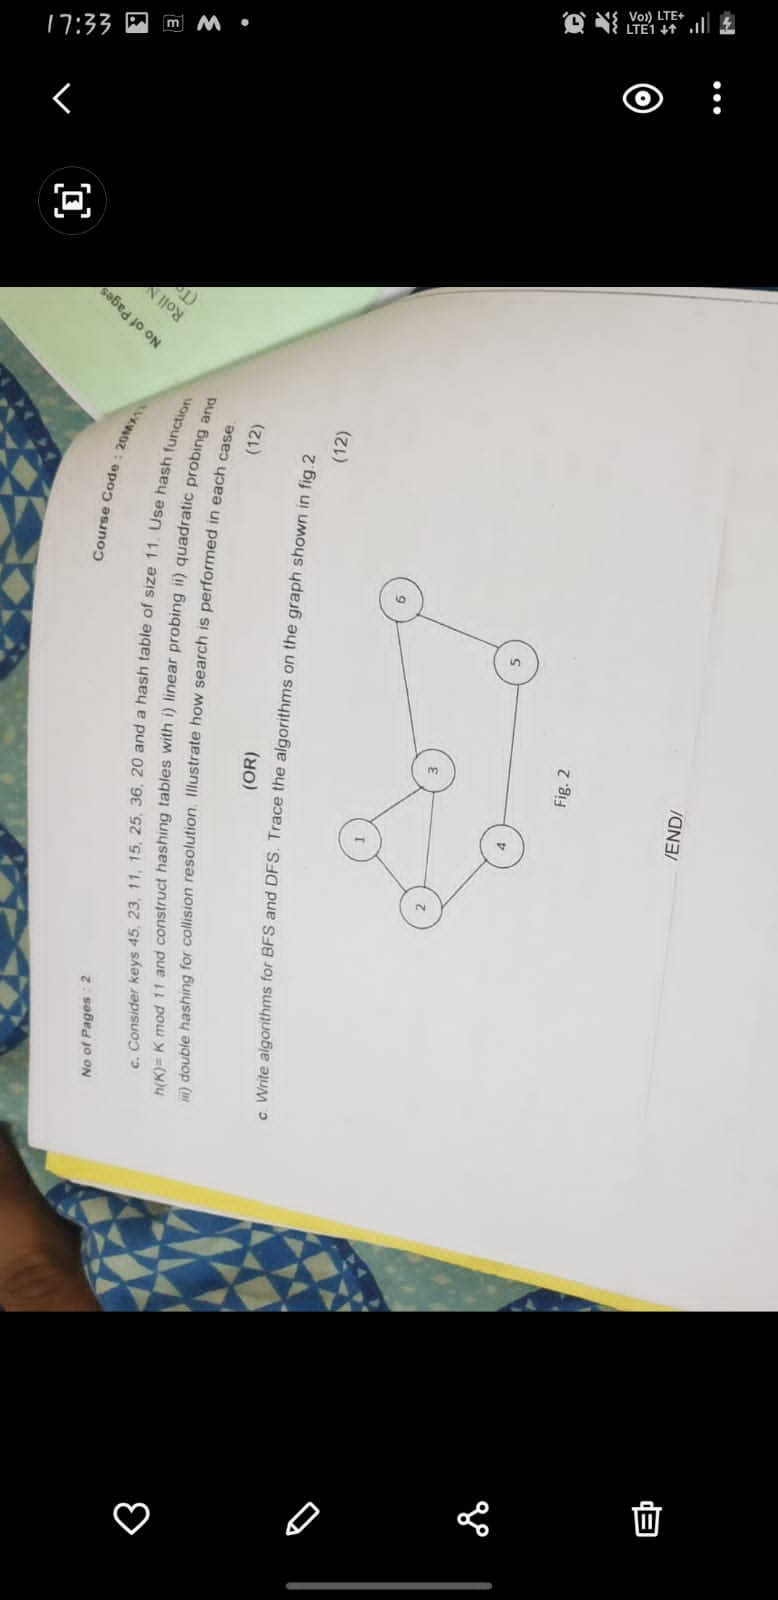 17:33
Vo)) LTE+
LTE1
No of Pages
Roll N
(To
No of Pages : 2
Course Code : 20MX1
c. Consider keys 45, 23, 11, 15, 25, 36, 20 and a hash table of size 11. Use hash function
h(K)= K mod 11 and construct hashing tables with i) linear probing ii) quadratic probing and
iii) double hashing for collision resolution. Illustrate how search is performed in each case.
(12)
(OR)
c Write algorithms for BFS and DFS. Trace the algorithms on the graph shown in fig.2
(12)
1
6
2
3
4
5
Fig. 2
/END/